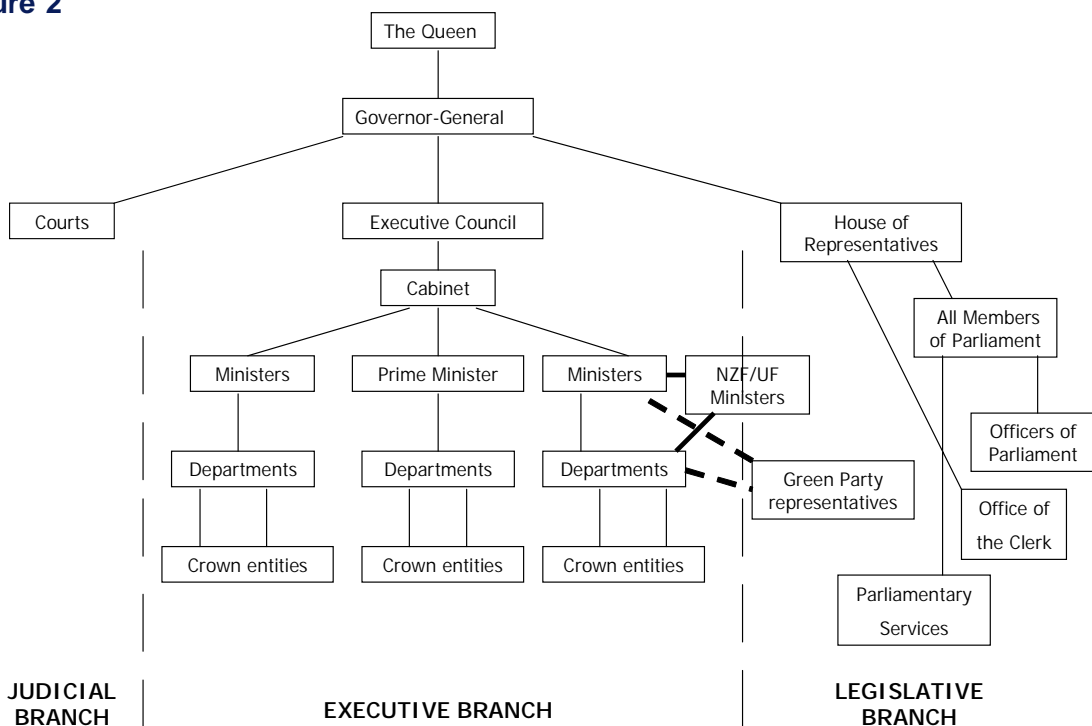 ure 2
The Queen
Governor-General
Courts
Executive Council
House of
Representatives
Cabinet
All Members
of Parliament
Ministers
Prime Minister
Ministers
NZF/UF
Ministers
Officers of
Parliament
Departments
Departments
Departments
Green Party
representatives
Office of
the Clerk
Crown entities
Crown entities
Crown entities
Parliamentary
Services
JUDICIAL
BRANCH
EXECUTIVE BRANCH
LEGISLATIVE
BRANCH